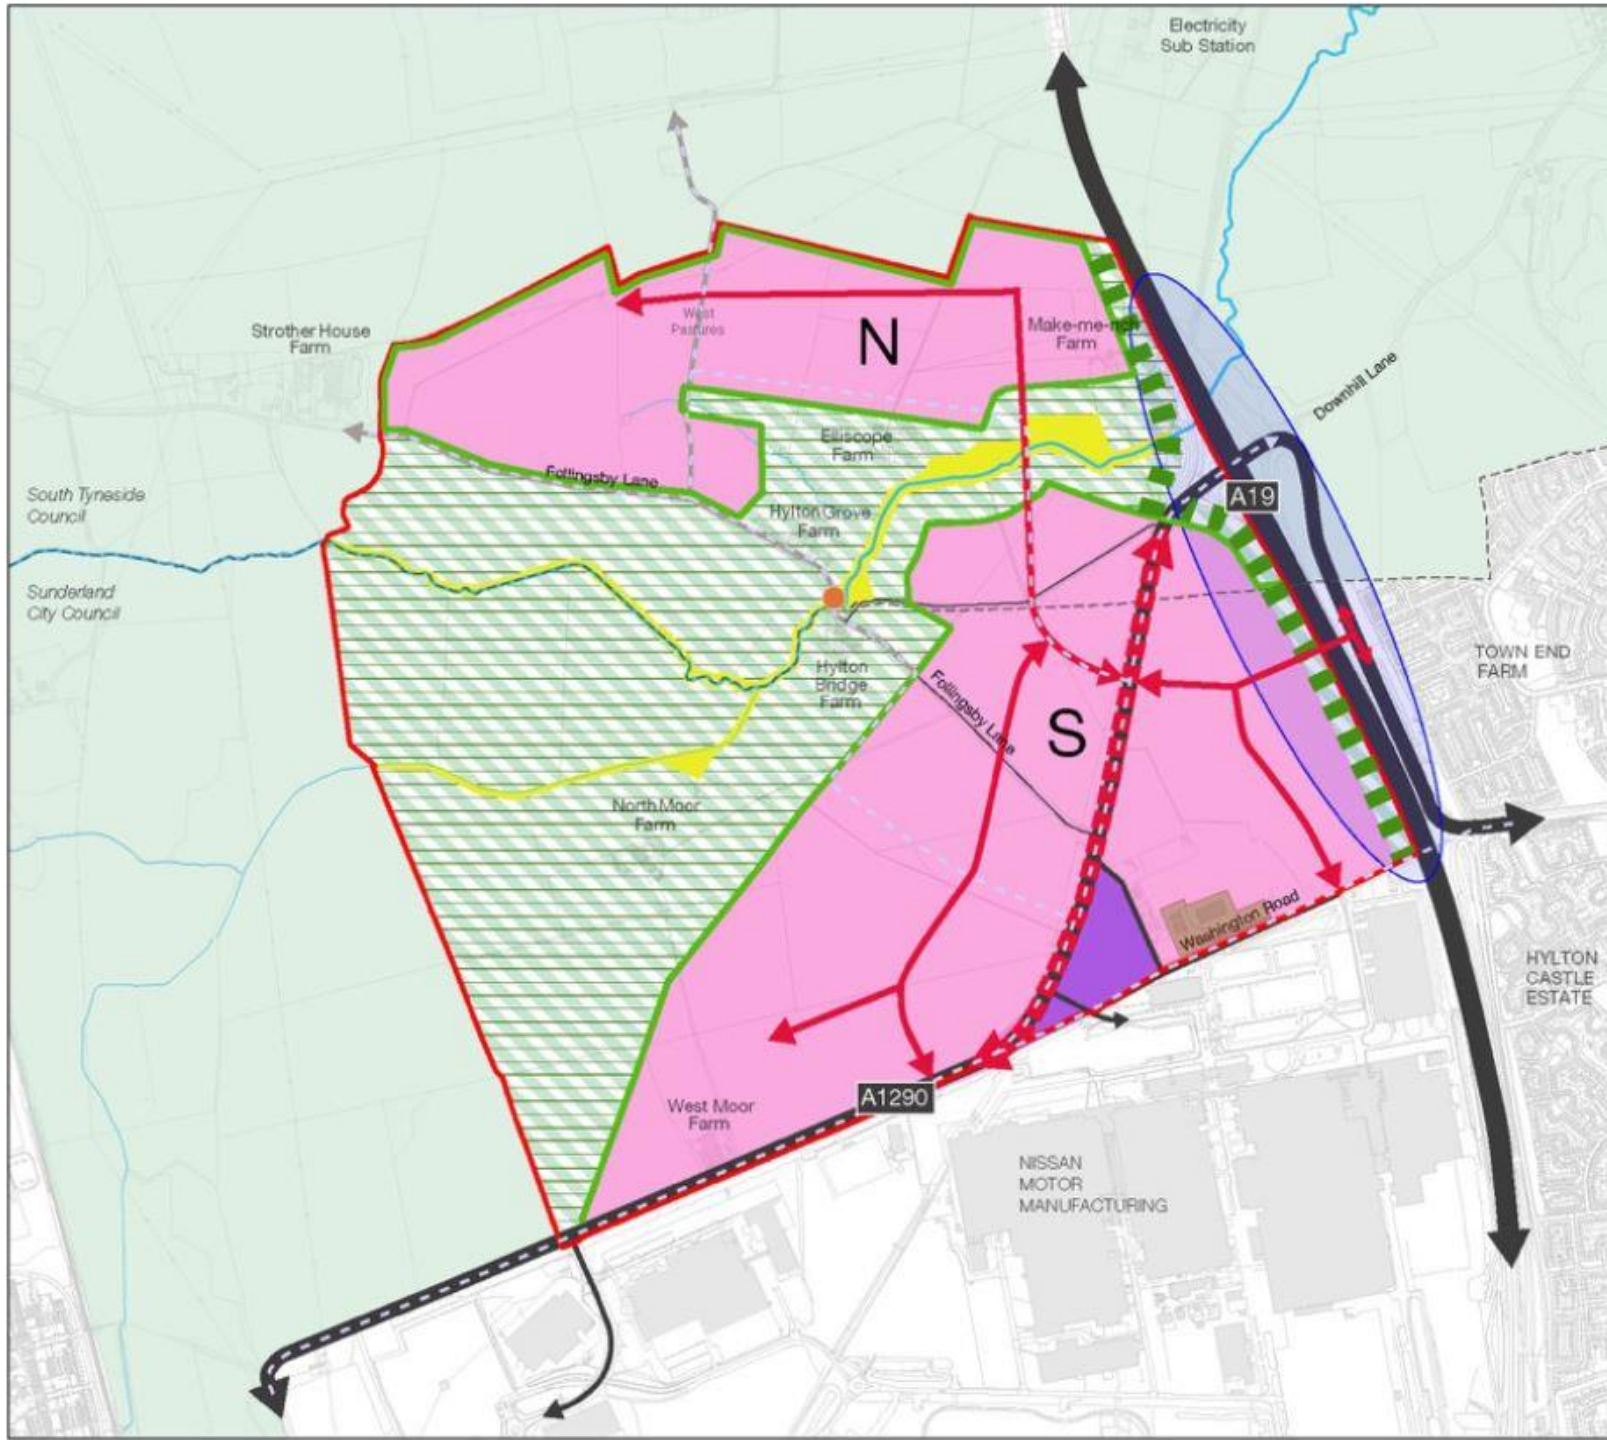 Electricity
Sub Station
Strother House
Farm
West
Pastures
N
Make-me-rich
Farm
Downhill Lane
Elliscope
Farm
Follingsby Lane
A19
South Tyneside
Council
Hylton Grove
Farm
Sunderland
City Council
TOWN END
FARM
Hylton
Bridge
Farm
Follingsby Lane
S
North Moor
Farm
Washington Road
HYLTON
CASTLE
ESTATE
A1290
West Moor
Farm
NISSAN
MOTOR
MANUFACTURING